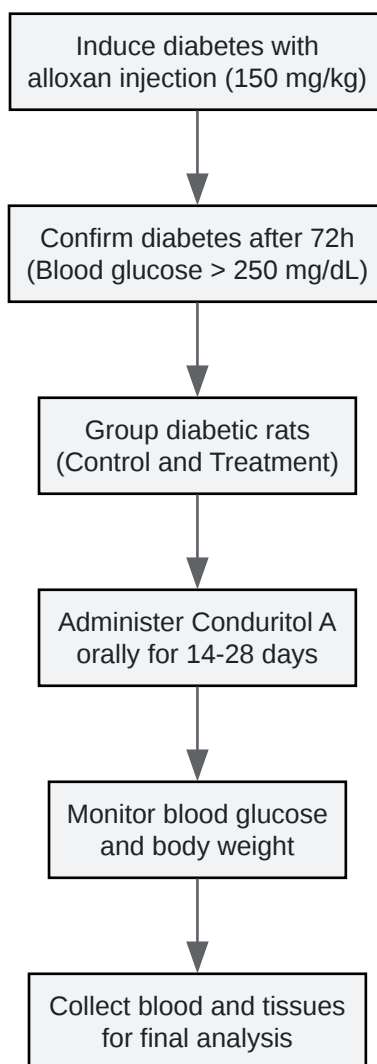 Induce diabetes with
alloxan injection (150 mg/kg)
Confirm diabetes after 72h
(Blood glucose > 250 mg/dL)
Group diabetic rats
(Control and Treatment)
Administer Conduritol A
orally for 14-28 days
Monitor blood glucose
and body weight
Collect blood and tissues
for final analysis